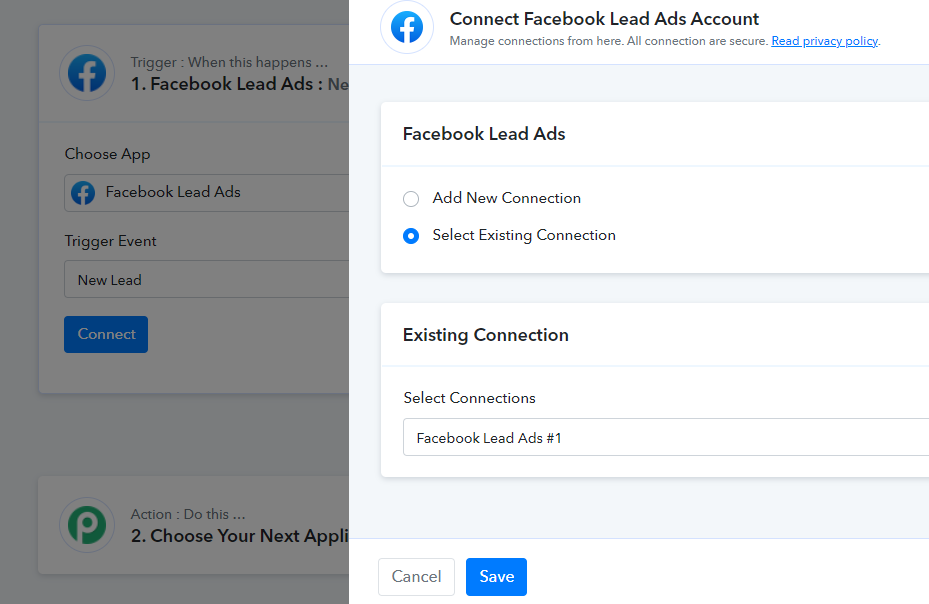 Trigger : When this happens ...
1. Facebook Lead Ads : Ne
Choose App
Facebook Lead Ads
Trigger Event
New Lead
Connect
Action : Do this ...
2. Choose Your Next Appli
Connect Facebook Lead Ads Account
Manage connections from here. All connection are secure. Read privacy policy.
Facebook Lead Ads
Add New Connection
Select Existing Connection
Existing Connection
Select Connections
Facebook Lead Ads #1
Cancel
Save